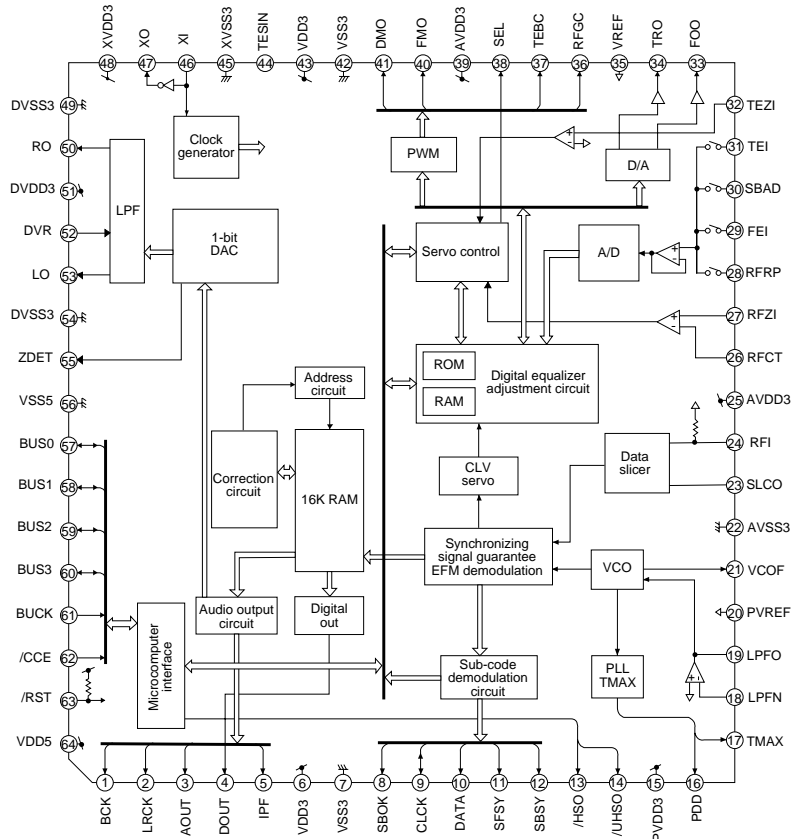 XVDD3
XO
XI
XVSS3
TESIN
VDD3
VSS3
DMO
FMO
AVDD3
SEL
TEBC
RFGC
VREF
TRO
FOO
48
47
46
45
44
43
42
41
40
39
38
37
36
35
34
33
DVSS3
49
RO
50
DVDD3
51
DVR
52
LO
53
DVSS3
54
ZDET
55
VSS5
56
BUS0
57
BUS1
58
BUS2
59
BUS3
60
BUCK
61
/CCE
62
/RST
63
VDD5
64
Clock
generator
LPF
1-bit
DAC
PWM
D/A
Servo control
A/D
+
-
+
-
+
-
ROM
RAM
Digital equalizer
adjustment circuit
Address
circuit
Correction
circuit
16K RAM
CLV
servo
Data
slicer
Synchronizing
signal guarantee
EFM demodulation
VCO
Audio output
circuit
Digital
out
Microcomputer
interface
Sub-code
demodulation
circuit
PLL
TMAX
+
-
32
TEZI
31
TEI
30
SBAD
29
FEI
28
RFRP
27
RFZI
26
RFCT
25
AVDD3
24
RFI
23
SLCO
22
AVSS3
21
VCOF
20
PVREF
19
LPFO
18
LPFN
17
TMAX
1
2
3
4
5
6
7
8
9
10
11
12
13
14
15
16
BCK
LRCK
AOUT
DOUT
IPF
VDD3
VSS3
SBOK
CLCK
DATA
SFSY
SBSY
/HSO
/UHSO
PVDD3
PDD